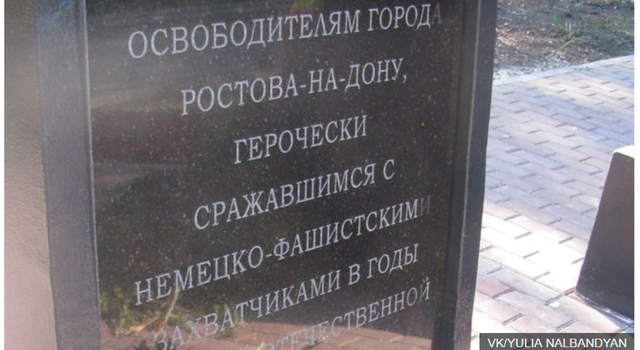 ОСВОБОДИТЕЛЯМ ГОРОДА
РОСТОВА-НА-ДОНУ,
ГЕРОЧЕСКИ
СРАЖАВШИМСЯ С
НЕМЕЦКО-ФАШИСТСКИМИ
ЗАХВАТЧИКАМИ В ГОДЫ
ОТЕЧЕСТВЕННОЙ
VK/YULIA NALBANDYAN